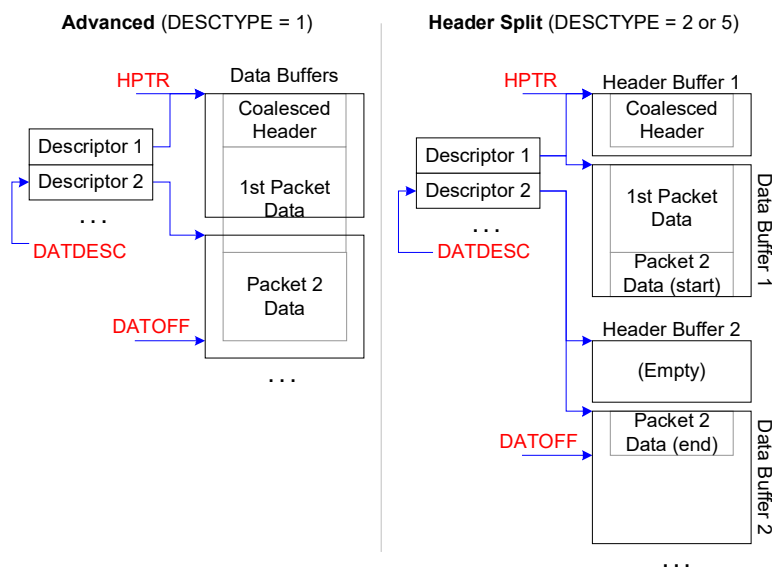 Advanced (DESCTYPE = 1)
HPTR
Data Buffers
Coalesced
Header
Descriptor 1
Descriptor 2
1st Packet
Data
. . .
DATDESC
Packet 2
Data
DATOFF
. . .
Header Split (DESCTYPE = 2 or 5)
HPTR
Header Buffer 1
Coalesced
Header
Descriptor 1
Descriptor 2
1st Packet
Data
. . .
DATDESC
Packet 2
Data (start)
Data Buffer 1
Header Buffer 2
(Empty)
Packet 2
Data (end)
DATOFF
Data Buffer 2
. . .